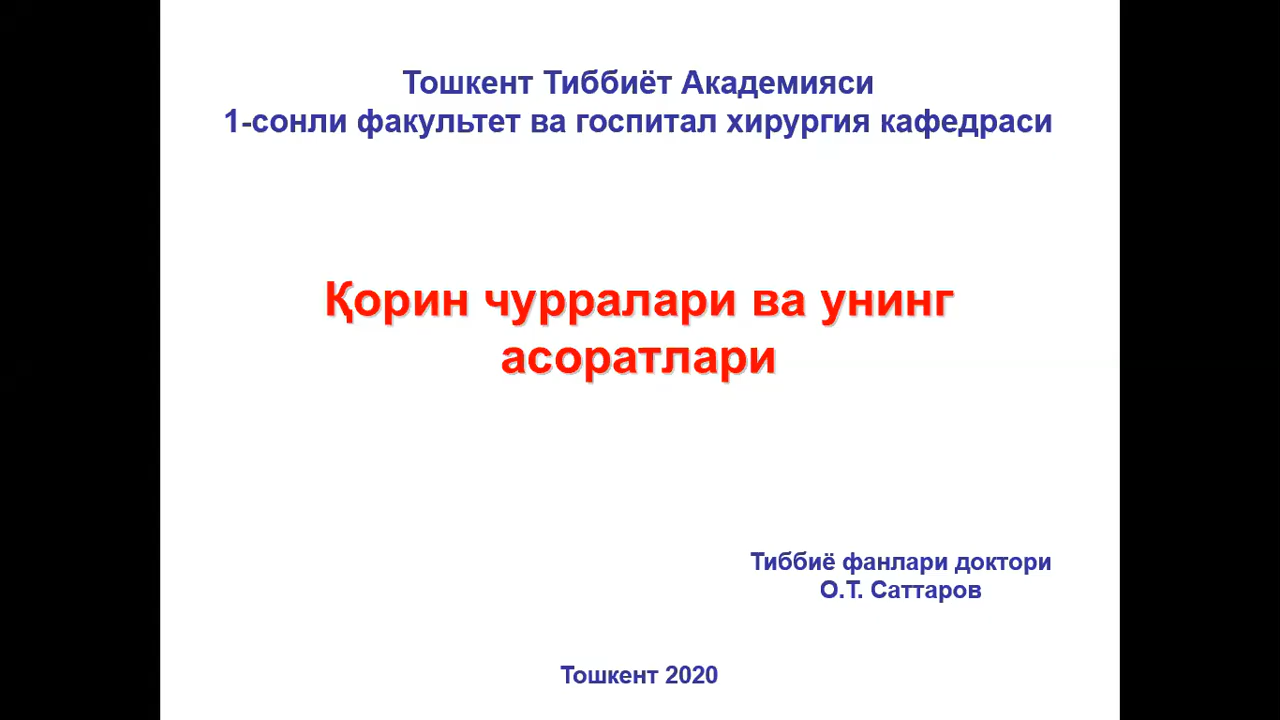 Тошкент Тиббиёт Академияси
1-сонли факультет ва госпитал хирургия кафедраси
Қорин чурралари ва унинг
асоратлари
Тиббиё фанлари доктори
О.Т. Саттаров
Тошкент 2020